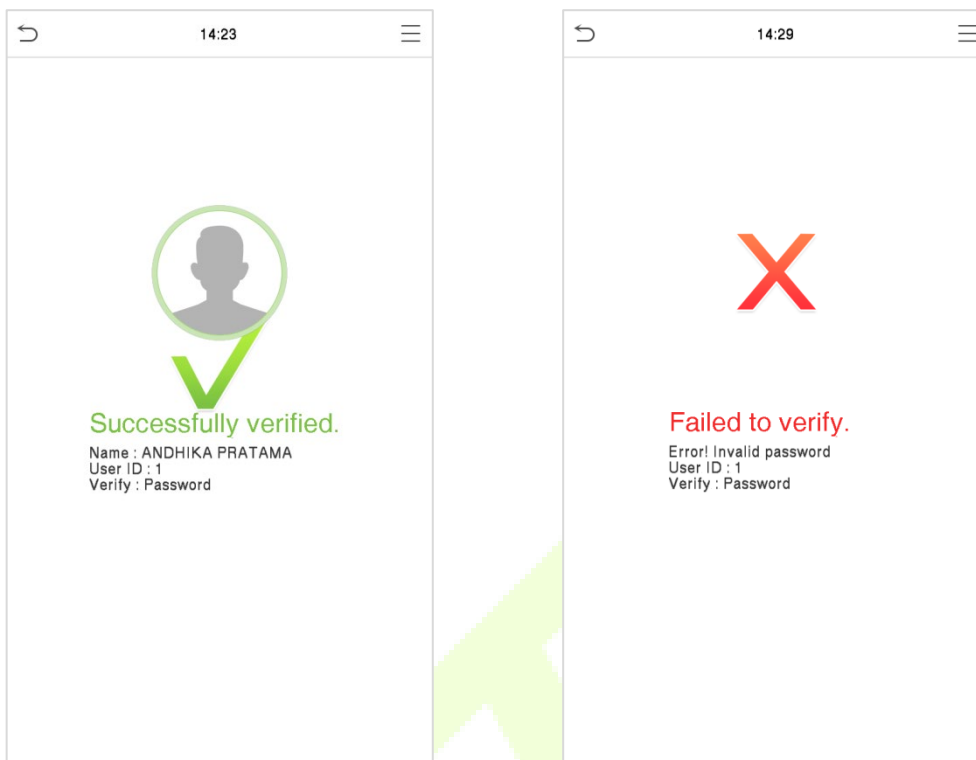 14:23
Successfully verified.
Name : ANDHIKA PRATAMA
User ID : 1
Verify : Password
14:29
Failed to verify.
Error! Invalid password
User ID : 1
Verify : Password